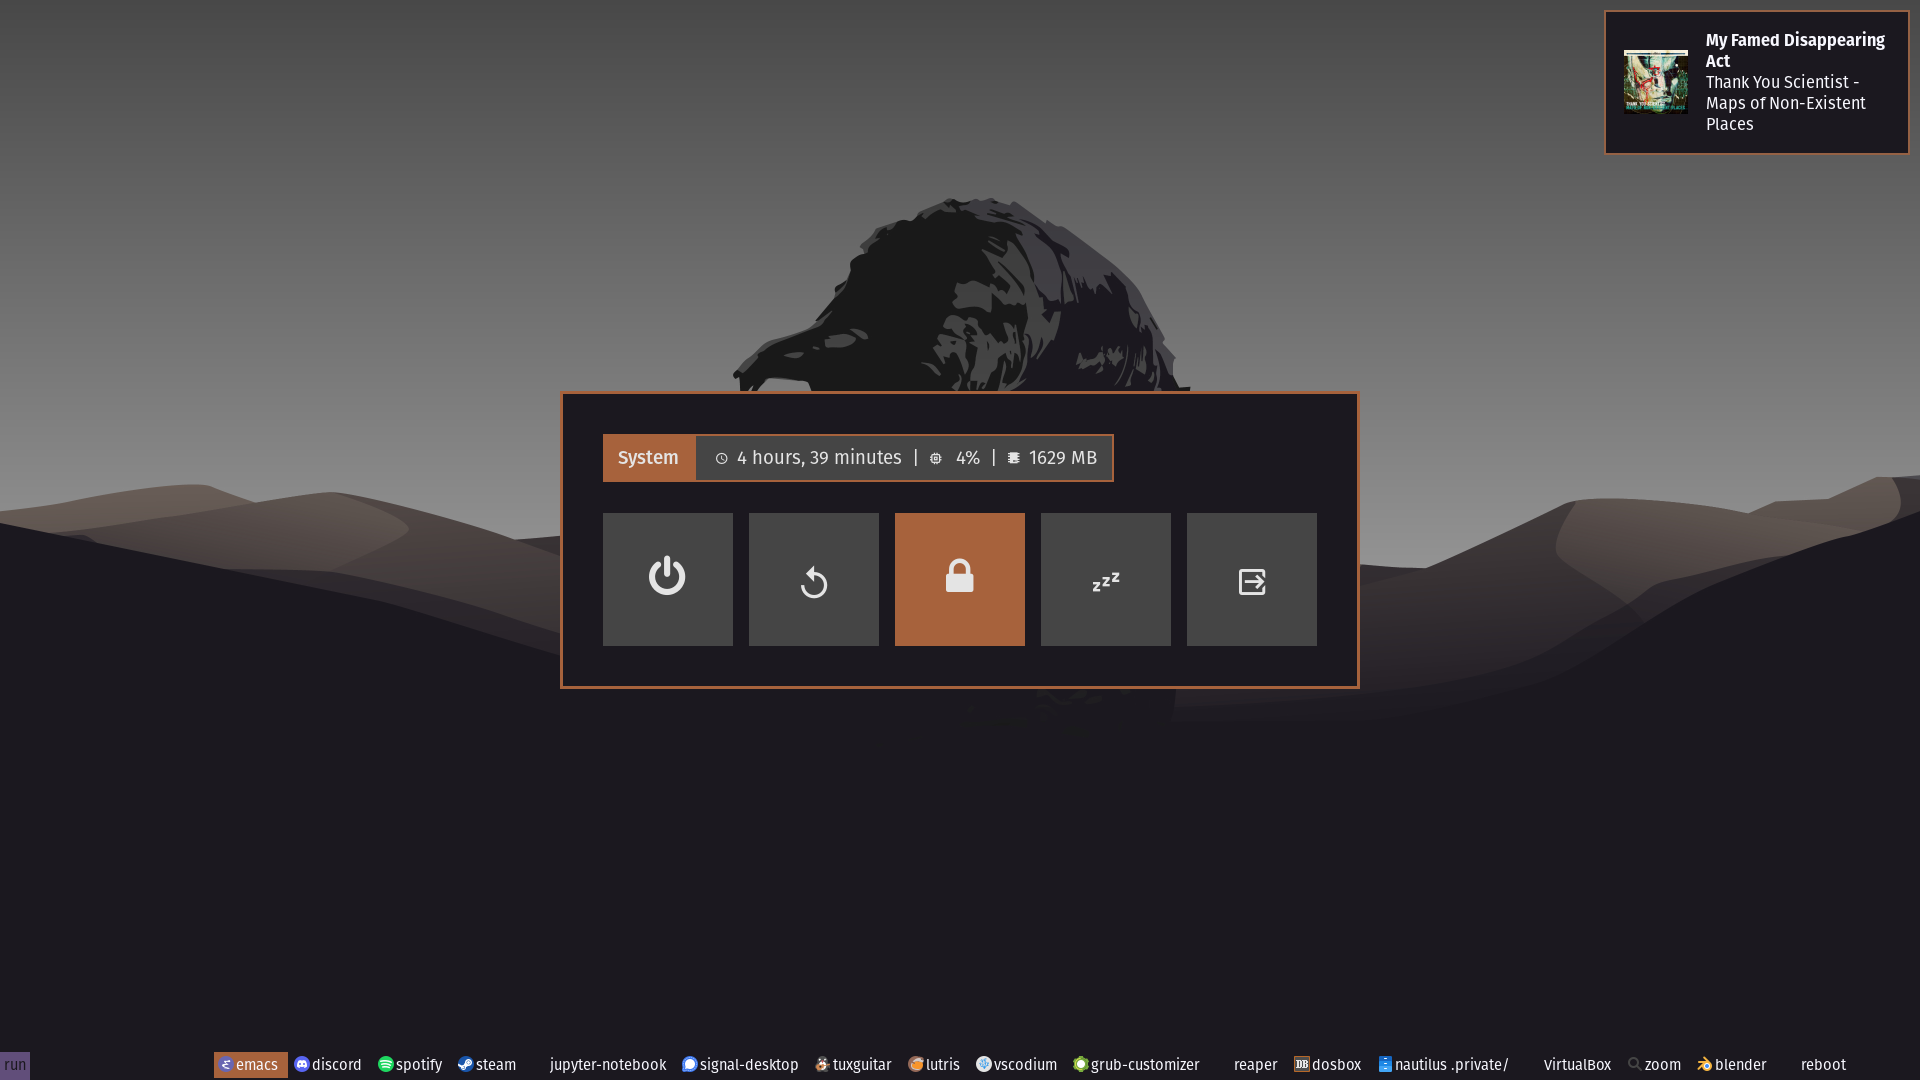 My Famed Disappearing
Act
Thank You Scientist -
Maps of Non-Existent
Places
System 4 hours, 39 minutes | 4% | 1629 MB
zzz
run emacs discord spotify steam jupyter-notebook signal-desktop tuxguitar lutris vscodium grub-customizer reaper DB dosbox nautilus .private/ VirtualBox zoom blender reboot